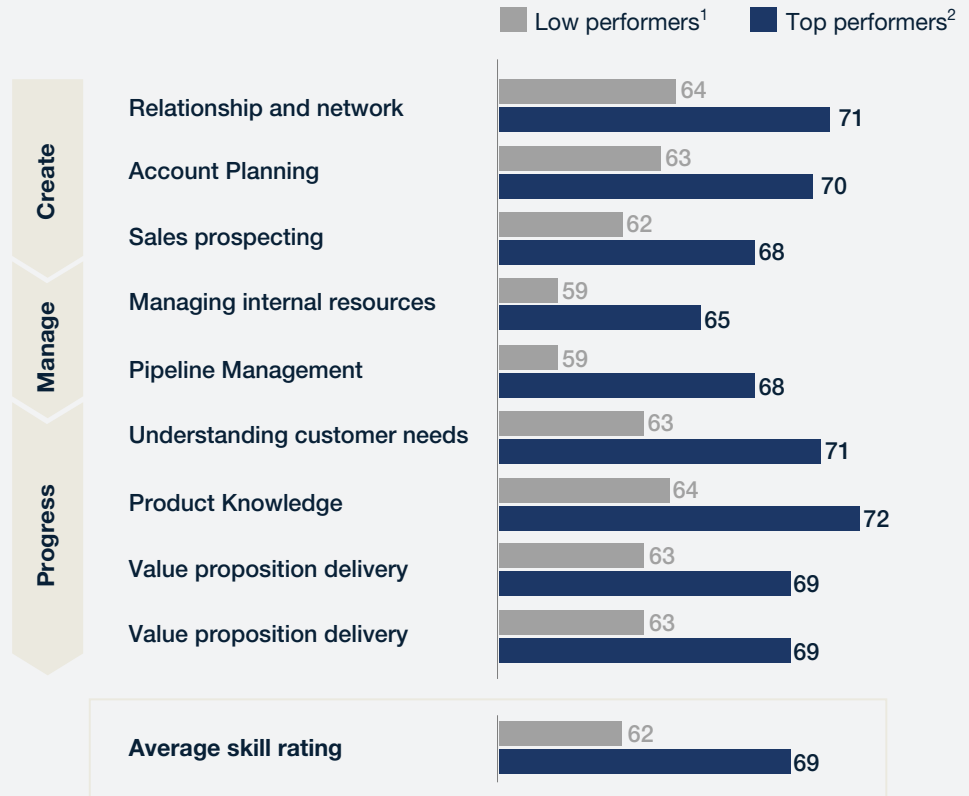 Low performers1 Top performers2
Create
Relationship and network
64
71
Account Planning
63
70
Sales prospecting
62
68
Manage
Managing internal resources
59
65
Pipeline Management
59
68
Progress
Understanding customer needs
63
71
Product Knowledge
64
72
Value proposition delivery
63
69
Value proposition delivery
63
69
Average skill rating
62
69